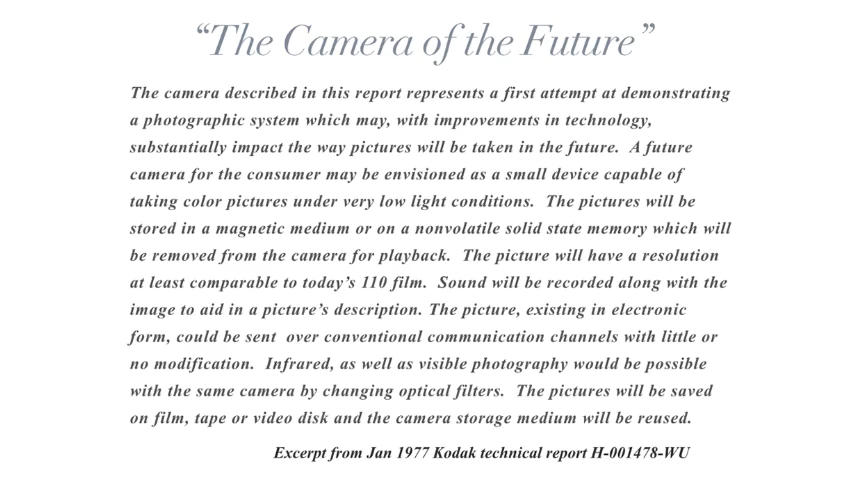 “The Camera of the Future”
The camera described in this report represents a first attempt at demonstrating
a photographic system which may, with improvements in technology,
substantially impact the way pictures will be taken in the future.  A future
camera for the consumer may be envisioned as a small device capable of
taking color pictures under very low light conditions.  The pictures will be
stored in a magnetic medium or on a nonvolatile solid state memory which will
be removed from the camera for playback.  The picture will have a resolution
at least comparable to today’s 110 film.  Sound will be recorded along with the
image to aid in a picture’s description. The picture, existing in electronic
form, could be sent  over conventional communication channels with little or
no modification.  Infrared, as well as visible photography would be possible
with the same camera by changing optical filters.  The pictures will be saved
on film, tape or video disk and the camera storage medium will be reused.
Excerpt from Jan 1977 Kodak technical report H-001478-WU